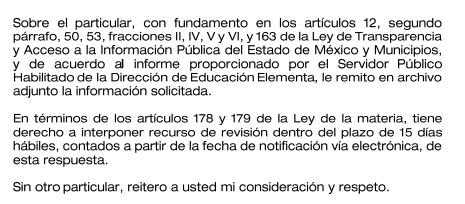 Sobre el particular, con fundamento en los artículos 12, segundo
párrafo, 50, 53, fracciones II, IV, V y VI, y 163 de la Ley de Transparencia
y Acceso a la Información Pública del Estado de México y Municipios,
y de acuerdo al informe proporcionado por el Servidor Público
Habilitado de la Dirección de Educación Elementa, le remito en archivo
adjunto la información solicitada.
En términos de los artículos 178 y 179 de la Ley de la materia, tiene
derecho a interponer recurso de revisión dentro del plazo de 15 días
hábiles, contados a partir de la fecha de notificación vía electrónica, de
esta respuesta.
Sin otro particular, reitero a usted mi consideración y respeto.